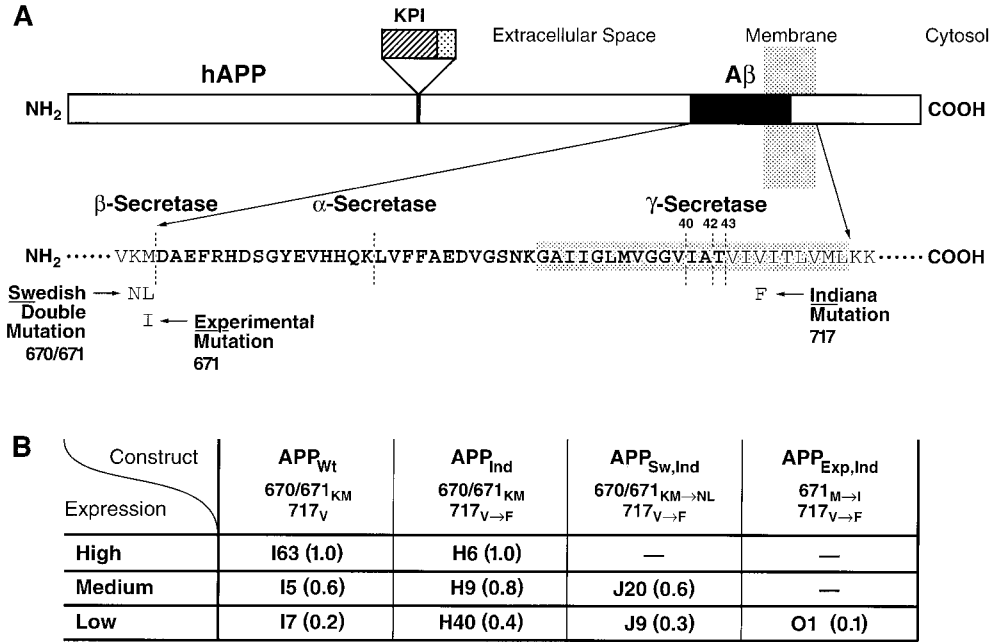 A
KPI
Extracellular Space Membrane Cytosol
hAPP Aβ
NH2 COOH
β-Secretase α-Secretase γ-Secretase
40 42 43
NH2 ...... VKMDAEFRHDSGYEVHHQKLVFFAEDVGSNKGAIIGLMVGGVIATVIVITLVMLKK ...... COOH
Swedish → NL F ← Indiana
Double Mutation
Mutation I ← Experimental 717
670/671 Mutation
671
B
Construct APPWt APPInd APPSw,Ind APPExp,Ind
670/671KM 670/671KM 670/671KM→NL 671M→I
Expression 717V 717V→F 717V→F 717V→F
High I63 (1.0) H6 (1.0) — —
Medium I5 (0.6) H9 (0.8) J20 (0.6) —
Low I7 (0.2) H40 (0.4) J9 (0.3) O1 (0.1)